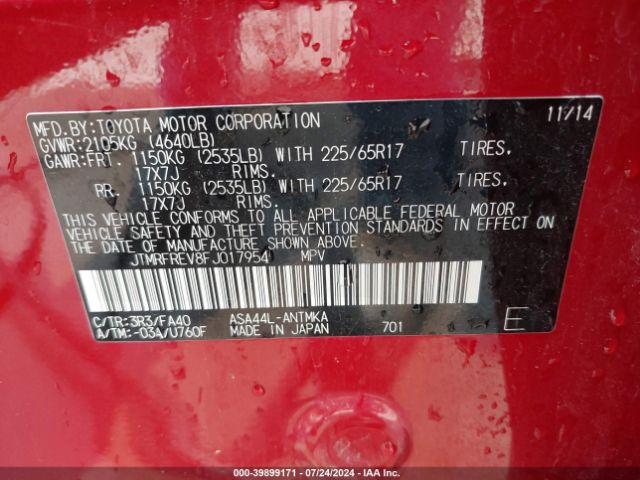 MFD.BY:TOYOTA MOTOR CORPORATION 11/14
GVWR:2105KG (4640LB)
GAWR:FRT. 1150KG (2535LB) WITH 225/65R17 TIRES.
17X7J RIMS.
RR. 1150KG (2535LB) WITH 225/65R17 TIRES.
17X7J RIMS.
THIS VEHICLE CONFORMS TO ALL APPLICABLE FEDERAL MOTOR
VEHICLE SAFETY AND THEFT PREVENTION STANDARDS IN EFFECT
ON THE DATE OF MANUFACTURE SHOWN ABOVE.
JTMRFREV8FJ017954 MPV
C/TR:3R3/FA40 ASA44L-ANTMKA
A/TM:-03A/U760F MADE IN JAPAN 701 E
000-39899171 - 07/24/2024 - IAA Inc.